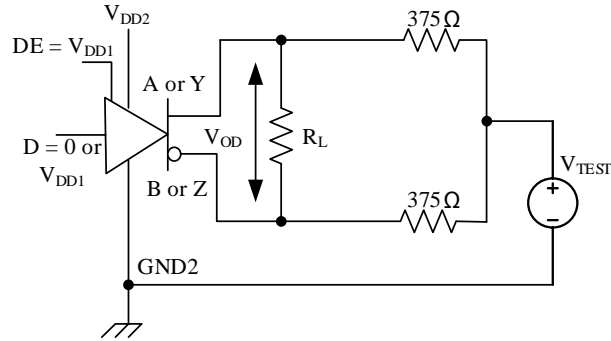 V_DD2
DE = V_DD1
A or Y
375Ω
D = 0 or
V_DD1
V_OD
R_L
B or Z
375Ω
V_TEST
+
−
GND2